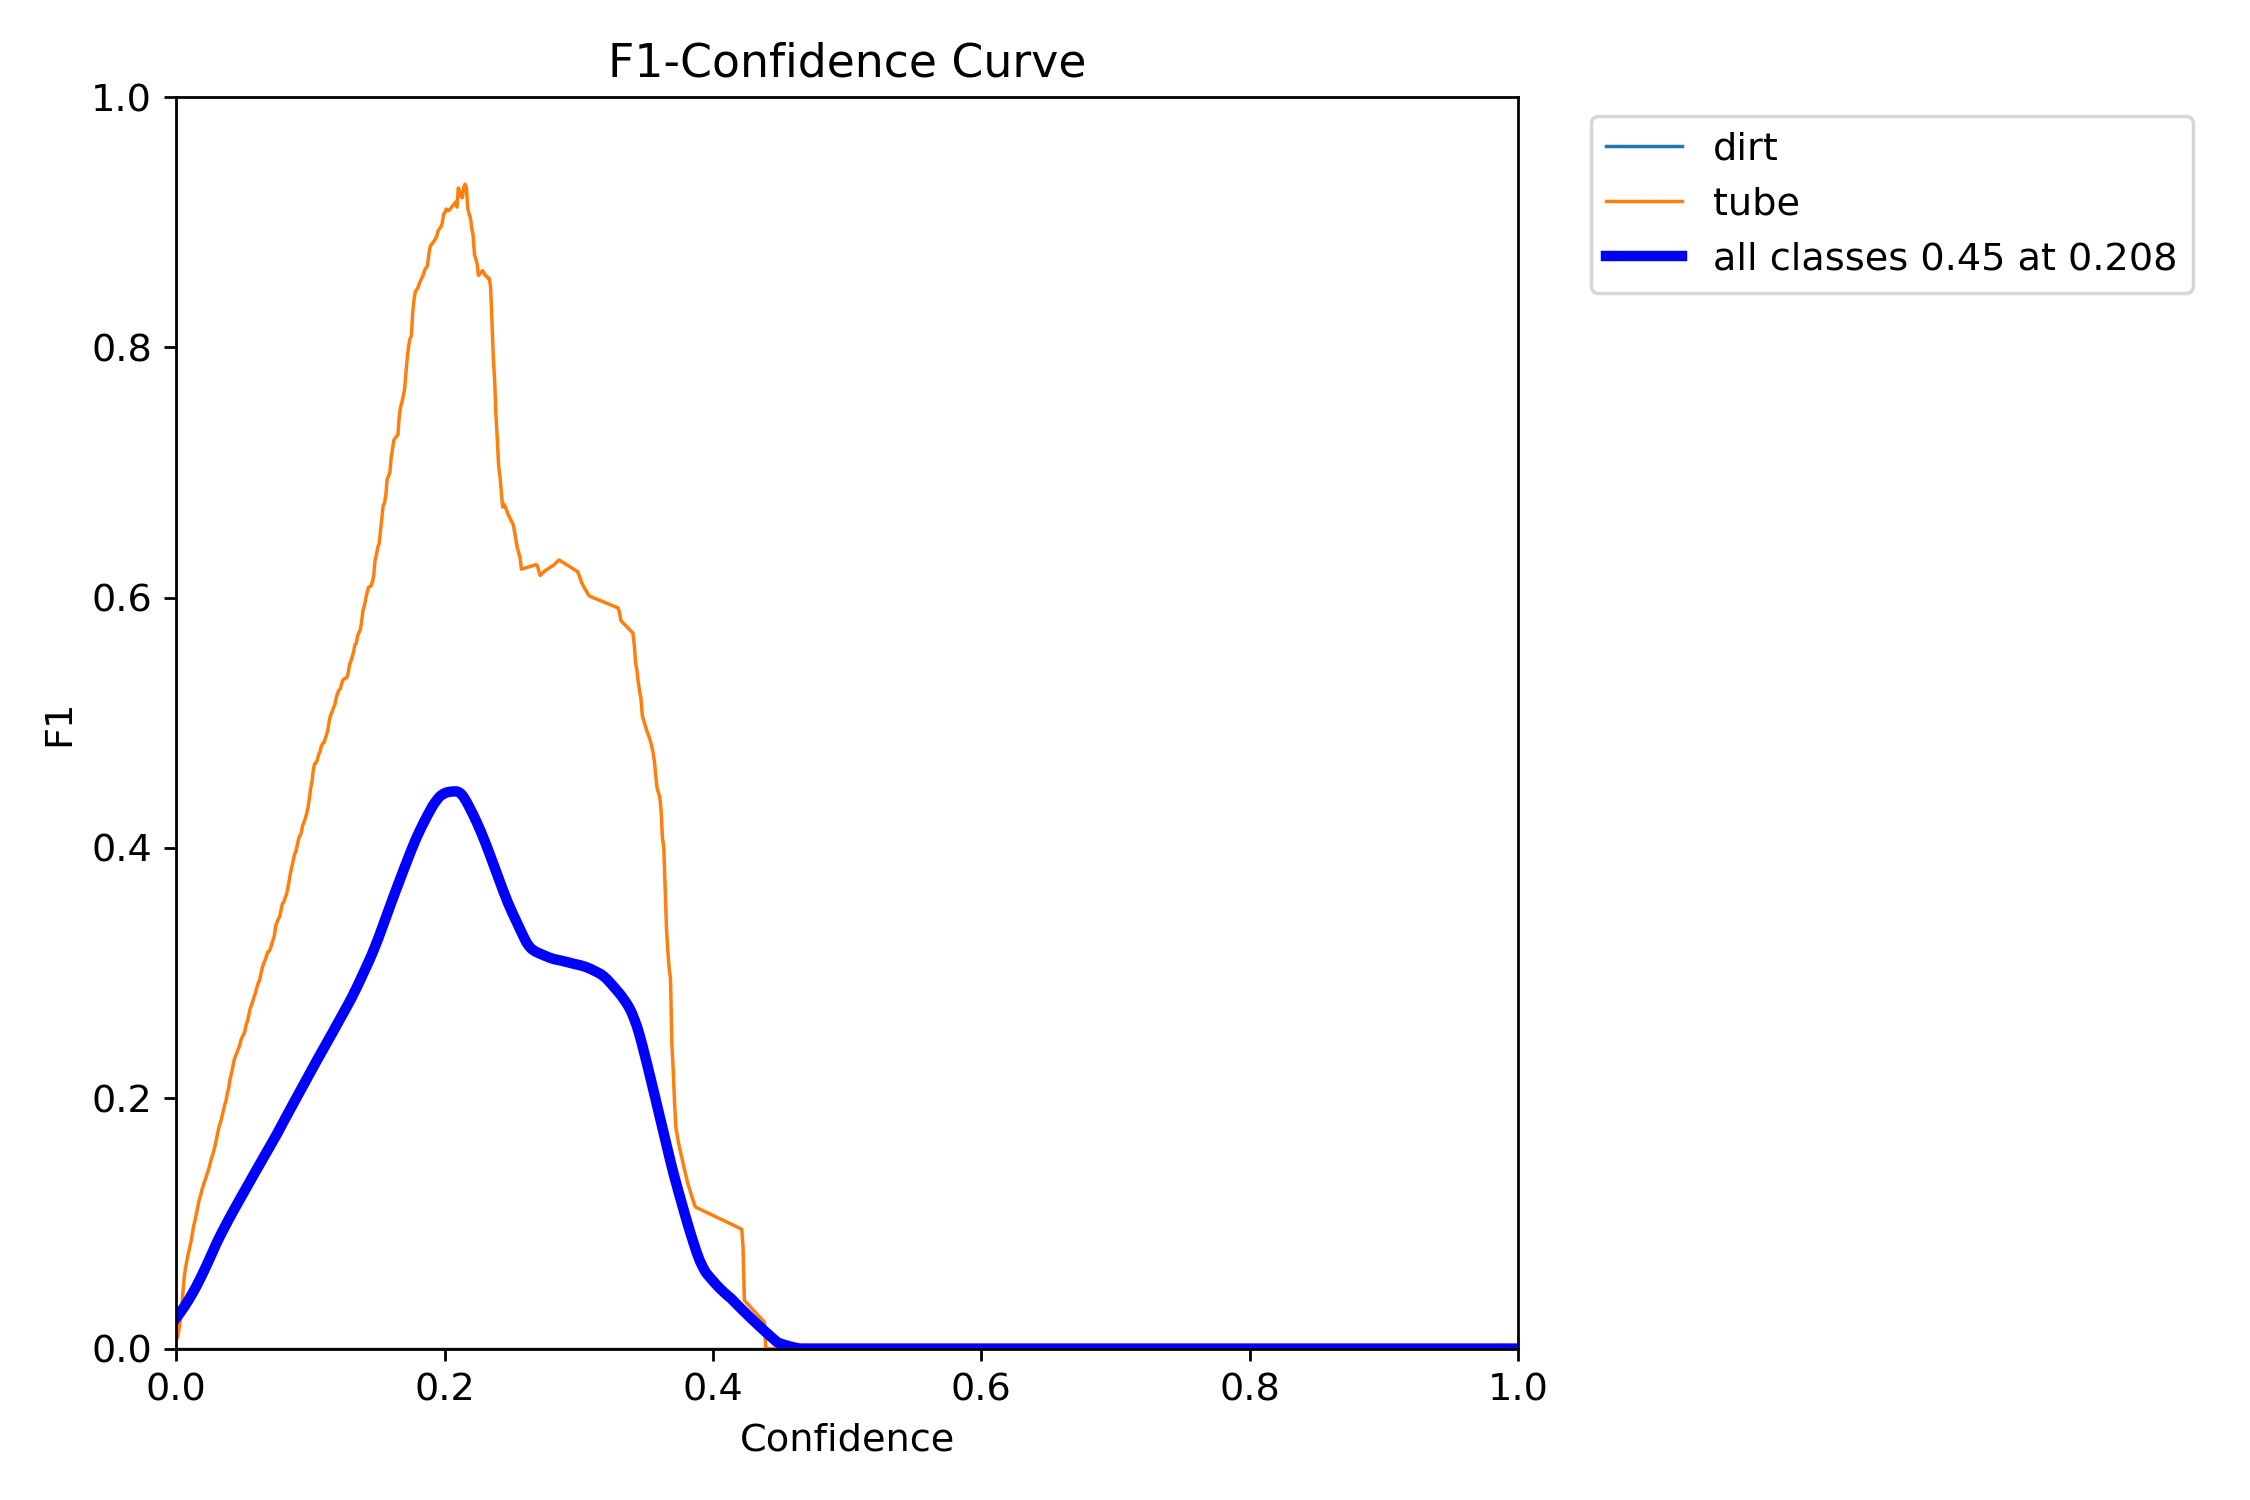 F1-Confidence Curve
1.0
0.8
0.6
0.4
0.2
0.0
F1
0.0 0.2 0.4 0.6 0.8 1.0
Confidence
dirt
tube
all classes 0.45 at 0.208